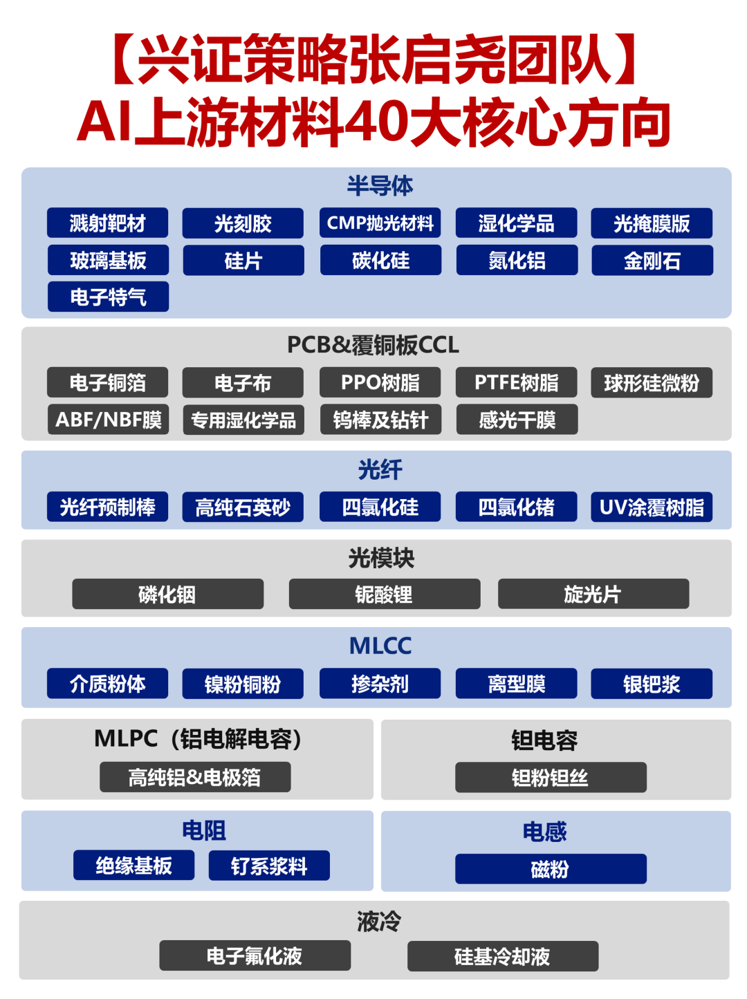 【兴证策略张启尧团队】
AI上游材料40大核心方向
半导体
溅射靶材 光刻胶 CMP抛光材料 湿化学品 光掩膜版
玻璃基板 硅片 碳化硅 氮化铝 金刚石
电子特气
PCB&覆铜板CCL
电子铜箔 电子布 PPO树脂 PTFE树脂 球形硅微粉
ABF/NBF膜 专用湿化学品 钨棒及钻针 感光干膜
光纤
光纤预制棒 高纯石英砂 四氯化硅 四氯化锗 UV涂覆树脂
光模块
磷化铟 铌酸锂 旋光片
MLCC
介质粉体 镍粉铜粉 掺杂剂 离型膜 银钯浆
MLPC（铝电解电容） 钽电容
高纯铝&电极箔 钽粉钽丝
电阻 电感
绝缘基板 钌系浆料 磁粉
液冷
电子氟化液 硅基冷却液